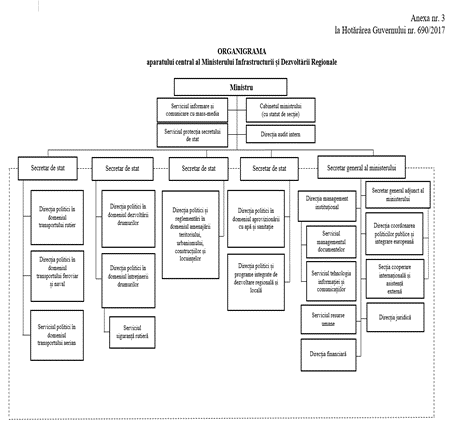 Anexa nr. 3
la Hotărârea Guvernului nr. 690/2017
ORGANIGRAMA
aparatului central al Ministerului Infrastructurii și Dezvoltării Regionale
Ministru
Serviciul informare și
comunicare cu mass-media
Cabinetul ministrului
(cu statut de secție)
Serviciul protecția secretului
de stat
Direcția audit intern
Secretar de stat
Secretar de stat
Secretar de stat
Secretar de stat
Secretar general al ministerului
Direcția politici în
domeniul
transportului rutier
Direcția politici în
domeniul
transportului feroviar
și naval
Serviciul politici în
domeniul
transportului aerian
Direcția politici în
domeniul dezvoltării
drumurilor
Direcția politici în
domeniul întreținerii
drumurilor
Serviciul
siguranță rutieră
Direcția politici și
reglementări în
domeniul amenajării
teritoriului,
urbanismului,
construcțiilor și
locuințelor
Direcția politici în
domeniul aprovizionării
cu apă și sanitație
Direcția politici și
programe integrate de
dezvoltare regională și
locală
Direcția management
instituțional
Serviciul
managementul
documentelor
Serviciul tehnologia
informației și
comunicațiilor
Serviciul resurse
umane
Direcția financiară
Secretar general adjunct al
ministerului
Direcția coordonarea
politicilor publice și
integrare europeană
Secția cooperare
internațională și
asistență
externă
Direcția juridică